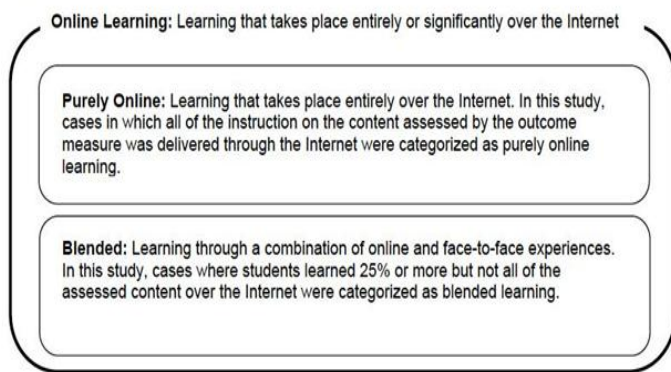 Online Learning: Learning that takes place entirely or significantly over the Internet
Purely Online: Learning that takes place entirely over the Internet. In this study,
cases in which all of the instruction on the content assessed by the outcome
measure was delivered through the Internet were categorized as purely online
learning.
Blended: Learning through a combination of online and face-to-face experiences.
In this study, cases where students learned 25% or more but not all of the
assessed content over the Internet were categorized as blended learning.